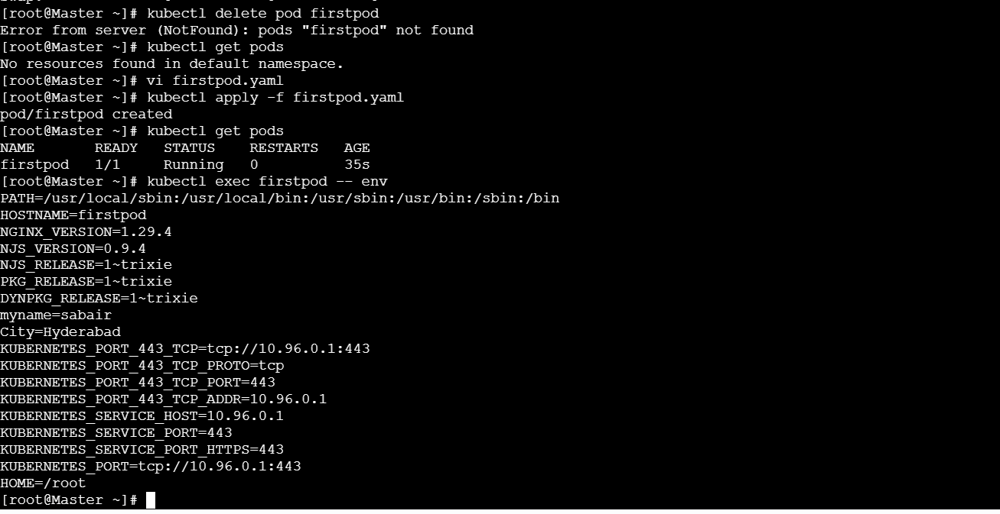 [root@Master ~]# kubectl delete pod firstpod
Error from server (NotFound): pods "firstpod" not found
[root@Master ~]# kubectl get pods
No resources found in default namespace.
[root@Master ~]# vi firstpod.yaml
[root@Master ~]# kubectl apply -f firstpod.yaml
pod/firstpod created
[root@Master ~]# kubectl get pods
NAME       READY   STATUS    RESTARTS   AGE
firstpod   1/1     Running   0          35s
[root@Master ~]# kubectl exec firstpod -- env
PATH=/usr/local/sbin:/usr/local/bin:/usr/sbin:/usr/bin:/sbin:/bin
HOSTNAME=firstpod
NGINX_VERSION=1.29.4
NJS_VERSION=0.9.4
NJS_RELEASE=1~trixie
PKG_RELEASE=1~trixie
DYNPKG_RELEASE=1~trixie
myname=sabair
City=Hyderabad
KUBERNETES_PORT_443_TCP=tcp://10.96.0.1:443
KUBERNETES_PORT_443_TCP_PROTO=tcp
KUBERNETES_PORT_443_TCP_PORT=443
KUBERNETES_PORT_443_TCP_ADDR=10.96.0.1
KUBERNETES_SERVICE_HOST=10.96.0.1
KUBERNETES_SERVICE_PORT=443
KUBERNETES_SERVICE_PORT_HTTPS=443
KUBERNETES_PORT=tcp://10.96.0.1:443
HOME=/root
[root@Master ~]#